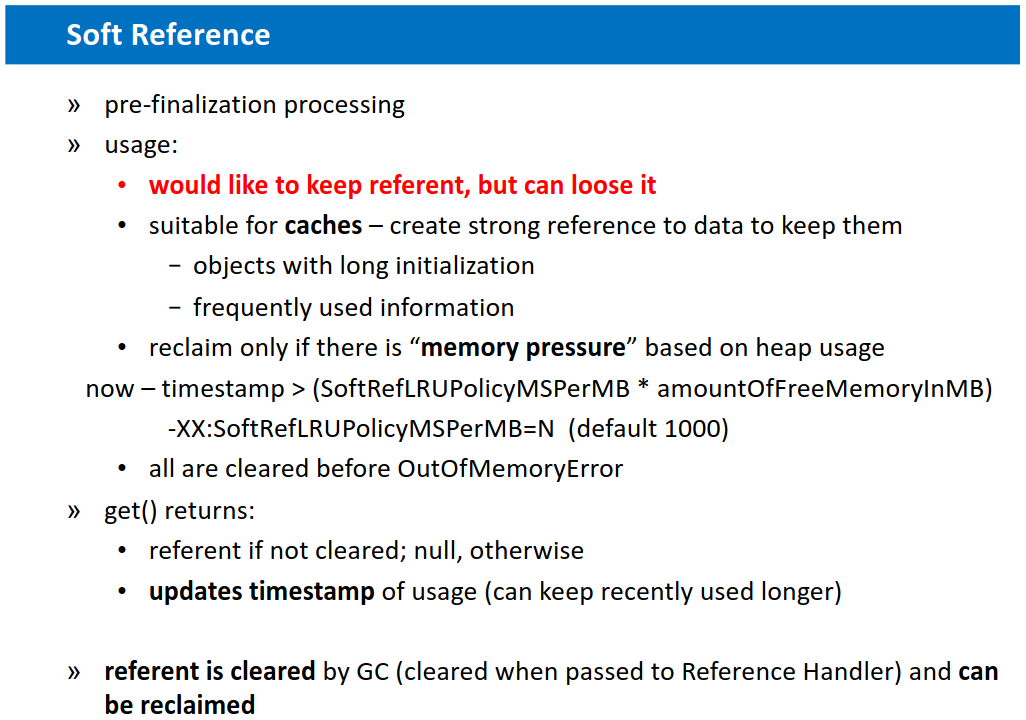 Soft Reference
» pre-finalization processing
» usage:
• would like to keep referent, but can loose it
• suitable for caches – create strong reference to data to keep them
− objects with long initialization
− frequently used information
• reclaim only if there is “memory pressure” based on heap usage
now – timestamp > (SoftRefLRUPolicyMSPerMB * amountOfFreeMemoryInMB)
-XX:SoftRefLRUPolicyMSPerMB=N (default 1000)
• all are cleared before OutOfMemoryError
» get() returns:
• referent if not cleared; null, otherwise
• updates timestamp of usage (can keep recently used longer)
» referent is cleared by GC (cleared when passed to Reference Handler) and can
be reclaimed